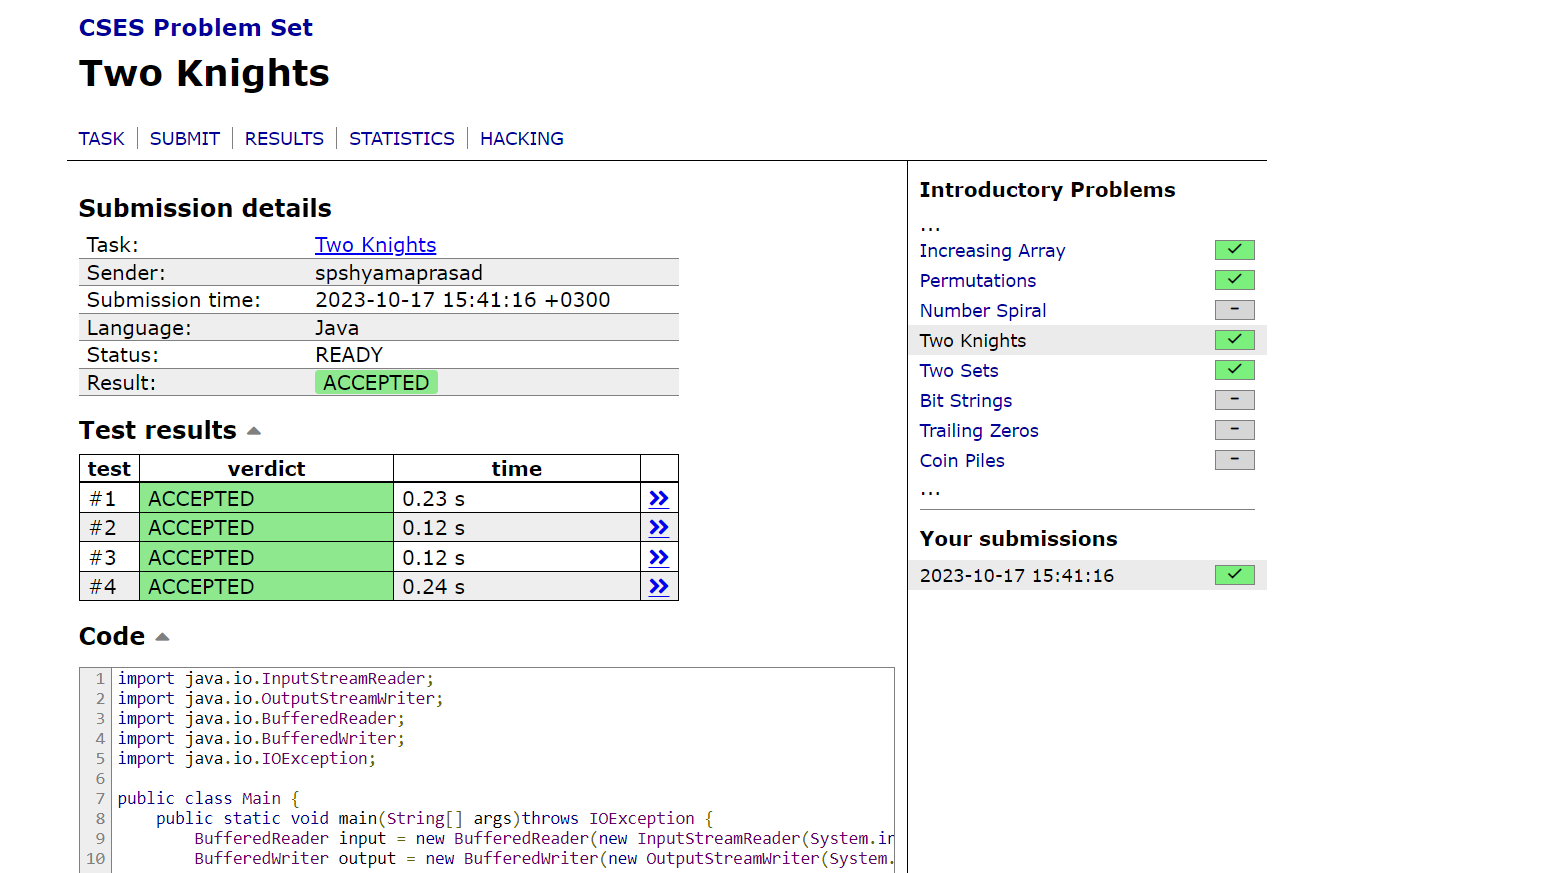 CSES Problem Set
Two Knights
TASK | SUBMIT | RESULTS | STATISTICS | HACKING
Submission details
Task: Two Knights
Sender: spshyamaprasad
Submission time: 2023-10-17 15:41:16 +0300
Language: Java
Status: READY
Result: ACCEPTED
Test results
test verdict time
#1 ACCEPTED 0.23 s »
#2 ACCEPTED 0.12 s »
#3 ACCEPTED 0.12 s »
#4 ACCEPTED 0.24 s »
Code
1 import java.io.InputStreamReader;
2 import java.io.OutputStreamWriter;
3 import java.io.BufferedReader;
4 import java.io.BufferedWriter;
5 import java.io.IOException;
6
7 public class Main {
8 public static void main(String[] args)throws IOException {
9 BufferedReader input = new BufferedReader(new InputStreamReader(System.in
10 BufferedWriter output = new BufferedWriter(new OutputStreamWriter(System.
Introductory Problems
...
Increasing Array ✓
Permutations ✓
Number Spiral –
Two Knights ✓
Two Sets ✓
Bit Strings –
Trailing Zeros –
Coin Piles –
...
Your submissions
2023-10-17 15:41:16 ✓